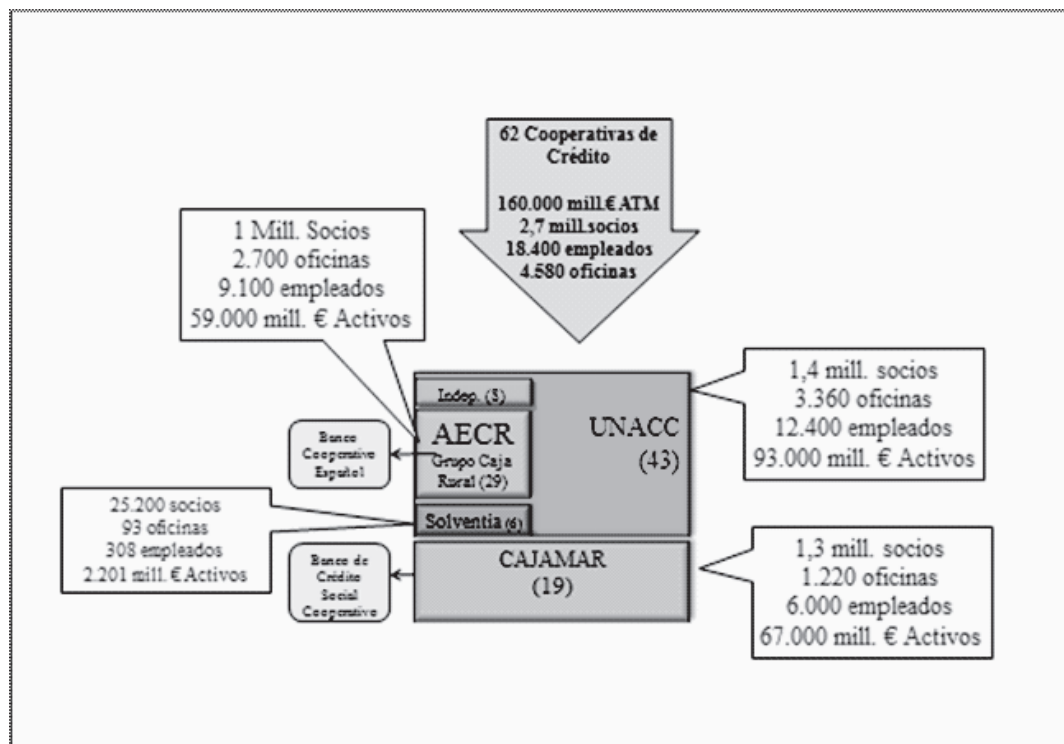 62 Cooperativas de
Crédito
160.000 mill.€ ATM
2,7 mill.socios
18.400 empleados
4.580 oficinas
1 Mill. Socios
2.700 oficinas
9.100 empleados
59.000 mill. € Activos
Indep. (8)
AECR
Grupo Caja
Rural (29)
Solventia (6)
UNACC
(43)
CAJAMAR
(19)
Banco
Cooperativo
Español
Banco de
Crédito
Social
Cooperativo
25.200 socios
93 oficinas
308 empleados
2.201 mill. € Activos
1,4 mill. socios
3.360 oficinas
12.400 empleados
93.000 mill. € Activos
1,3 mill. socios
1.220 oficinas
6.000 empleados
67.000 mill. € Activos